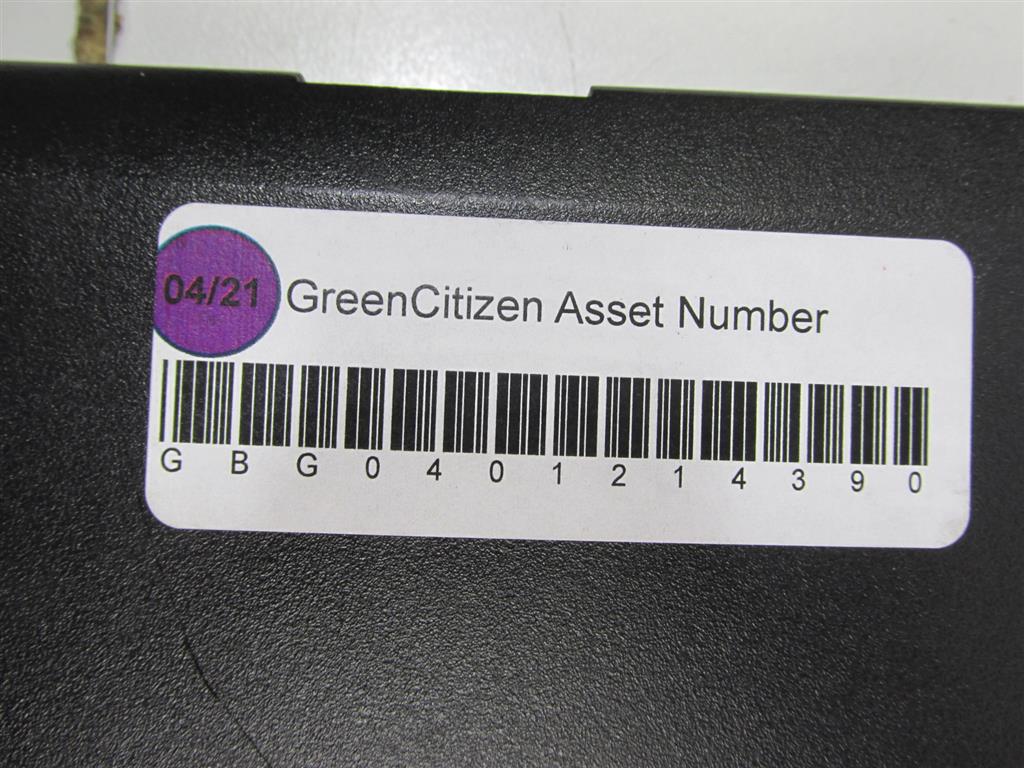 04/21 GreenCitizen Asset Number
G B G 0 4 0 1 2 1 4 3 9 0